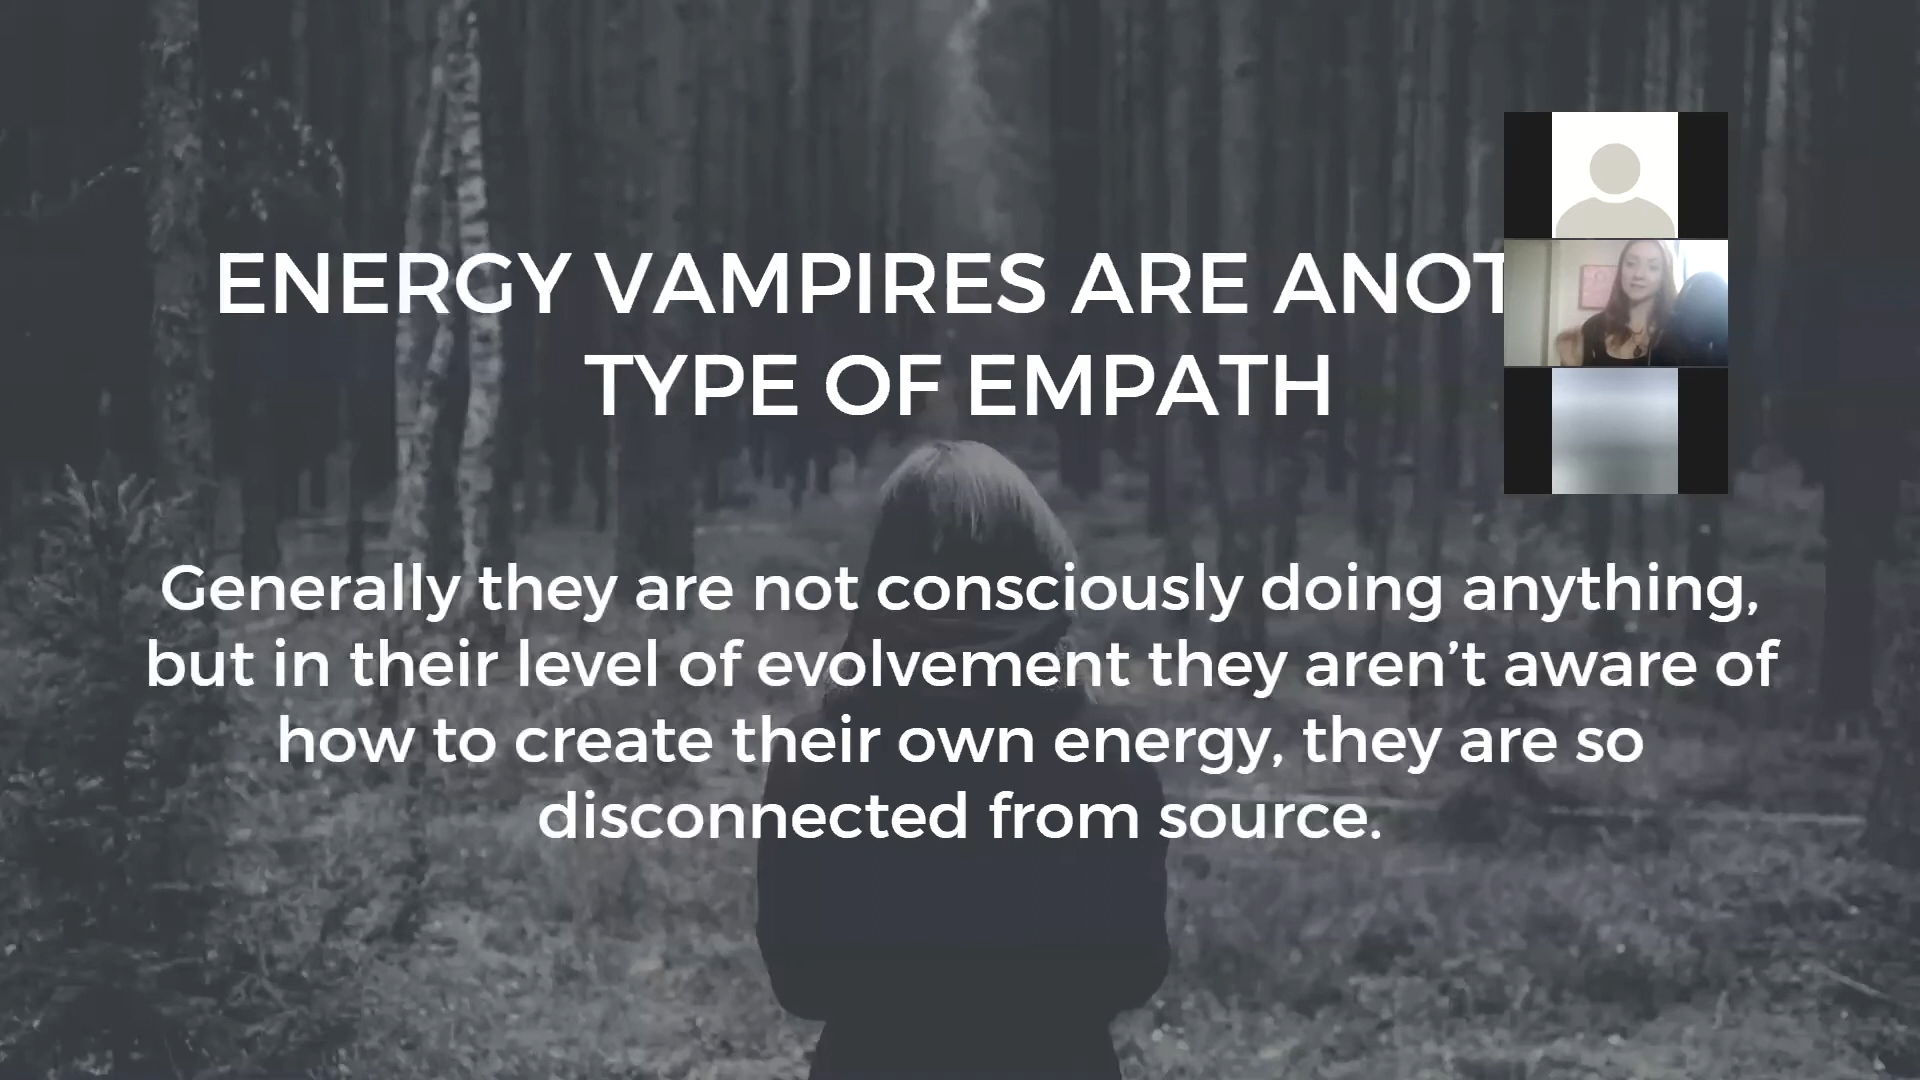 ENERGY VAMPIRES ARE ANOT
TYPE OF EMPATH
Generally they are not consciously doing anything,
but in their level of evolvement they aren’t aware of
how to create their own energy, they are so
disconnected from source.